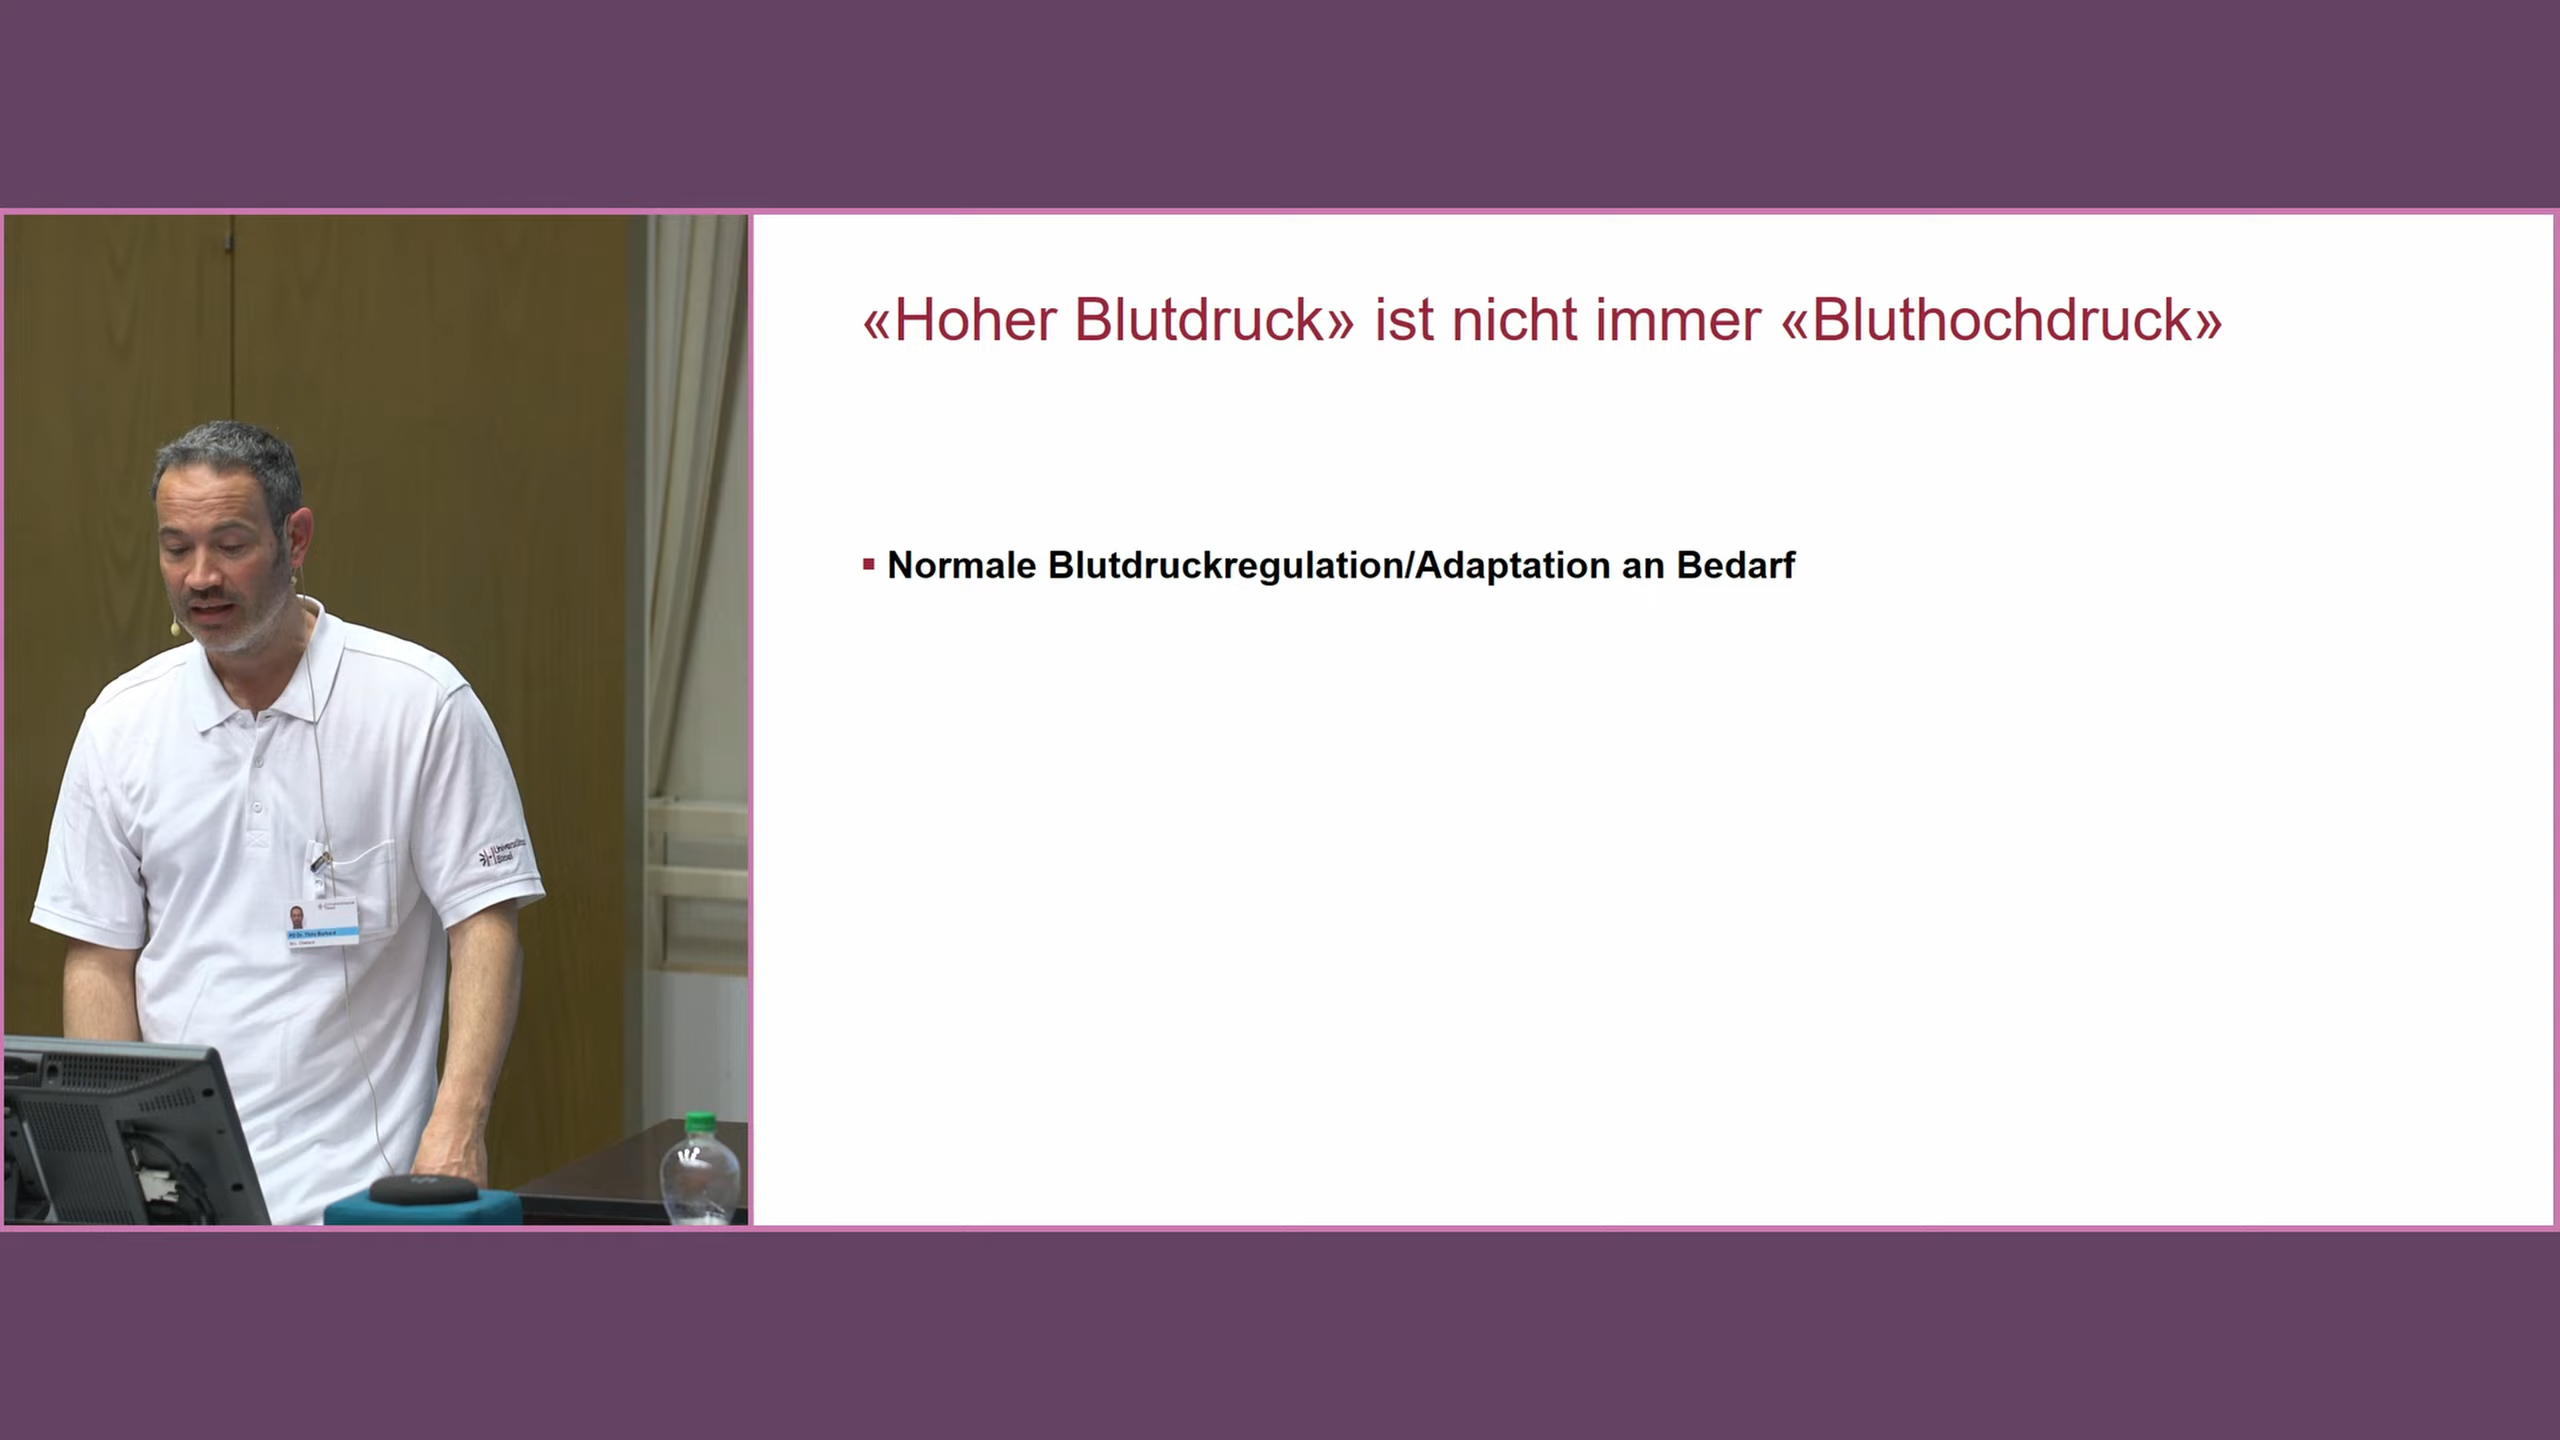 «Hoher Blutdruck» ist nicht immer «Bluthochdruck»
▪ Normale Blutdruckregulation/Adaptation an Bedarf